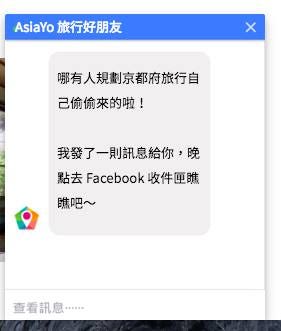 AsiaYo 旅行好朋友
哪有人規劃京都府旅行自
己偷偷來的啦！
我發了一則訊息給你，晚
點去 Facebook 收件匣瞧
瞧吧～
查看訊息⋯⋯